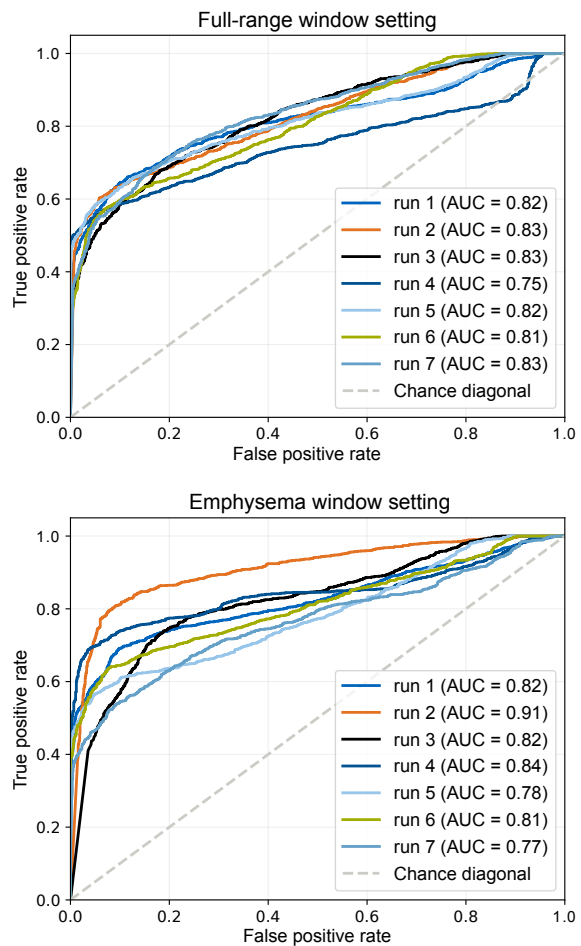 Full-range window setting
True positive rate
1.0
0.8
0.6
0.4
0.2
0.0
run 1 (AUC = 0.82)
run 2 (AUC = 0.83)
run 3 (AUC = 0.83)
run 4 (AUC = 0.75)
run 5 (AUC = 0.82)
run 6 (AUC = 0.81)
run 7 (AUC = 0.83)
Chance diagonal
0.0 0.2 0.4 0.6 0.8 1.0
False positive rate
Emphysema window setting
True positive rate
1.0
0.8
0.6
0.4
0.2
0.0
run 1 (AUC = 0.82)
run 2 (AUC = 0.91)
run 3 (AUC = 0.82)
run 4 (AUC = 0.84)
run 5 (AUC = 0.78)
run 6 (AUC = 0.81)
run 7 (AUC = 0.77)
Chance diagonal
0.0 0.2 0.4 0.6 0.8 1.0
False positive rate